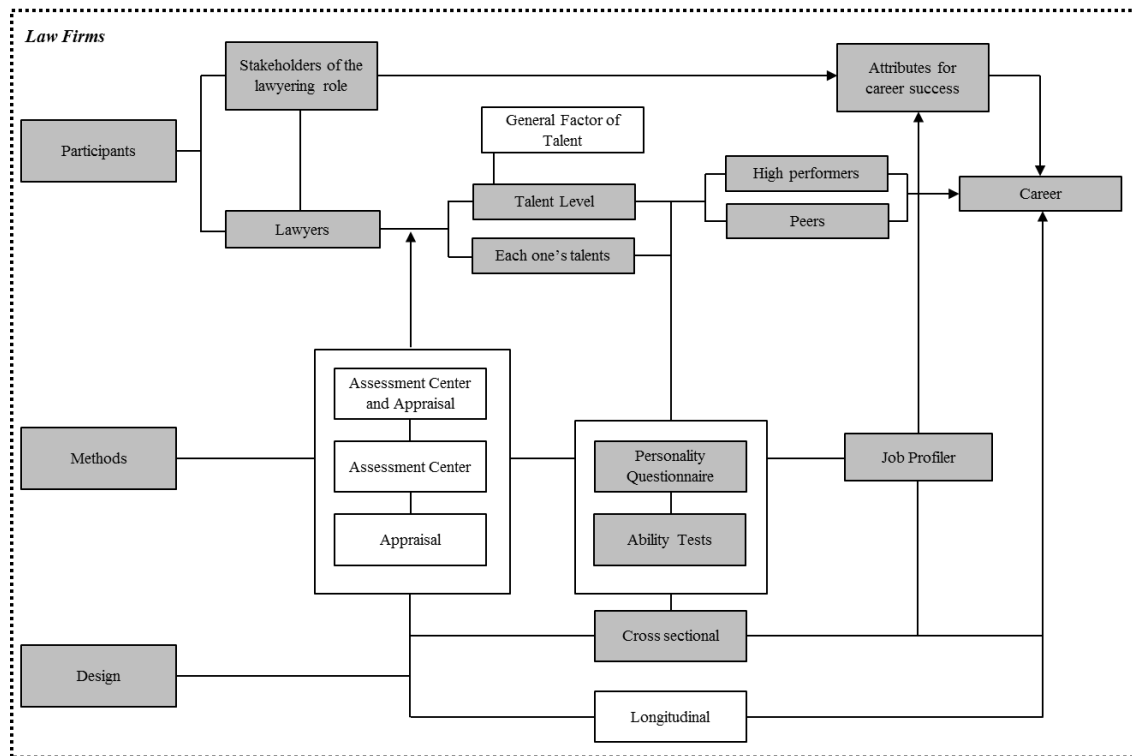 Law Firms
Stakeholders of the
lawyering role
Attributes for
career success
General Factor of
Talent
Participants
High performers
Talent Level
Career
Peers
Lawyers
Each one’s talents
Assessment Center
and Appraisal
Methods
Assessment Center
Personality
Questionnaire
Job Profiler
Appraisal
Ability Tests
Cross sectional
Design
Longitudinal